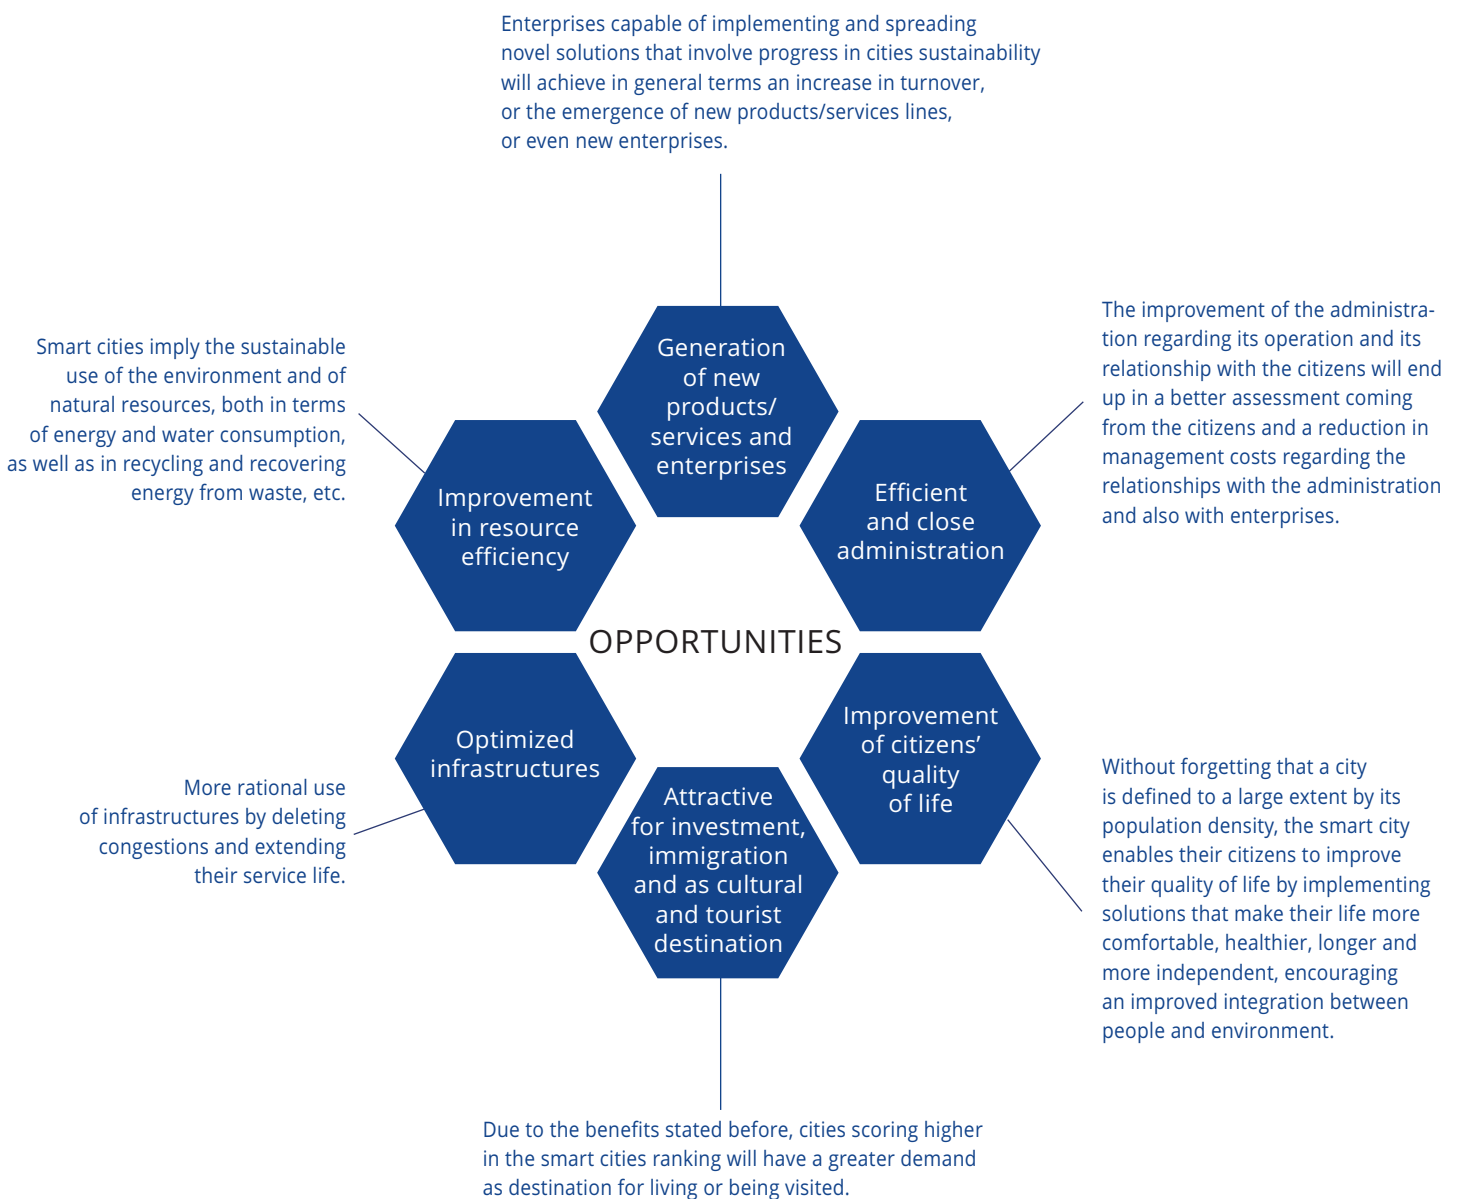 Enterprises capable of implementing and spreading
novel solutions that involve progress in cities sustainability
will achieve in general terms an increase in turnover,
or the emergence of new products/services lines,
or even new enterprises.
Generation
of new
products/
services and
enterprises
The improvement of the administra-
tion regarding its operation and its
relationship with the citizens will end
up in a better assessment coming
from the citizens and a reduction in
management costs regarding the
relationships with the administration
and also with enterprises.
Efficient
and close
administration
Smart cities imply the sustainable
use of the environment and of
natural resources, both in terms
of energy and water consumption,
as well as in recycling and recovering
energy from waste, etc.
Improvement
in resource
efficiency
OPPORTUNITIES
Optimized
infrastructures
More rational use
of infrastructures by deleting
congestions and extending
their service life.
Improvement
of citizens’
quality
of life
Without forgetting that a city
is defined to a large extent by its
population density, the smart city
enables their citizens to improve
their quality of life by implementing
solutions that make their life more
comfortable, healthier, longer and
more independent, encouraging
an improved integration between
people and environment.
Attractive
for investment,
immigration
and as cultural
and tourist
destination
Due to the benefits stated before, cities scoring higher
in the smart cities ranking will have a greater demand
as destination for living or being visited.